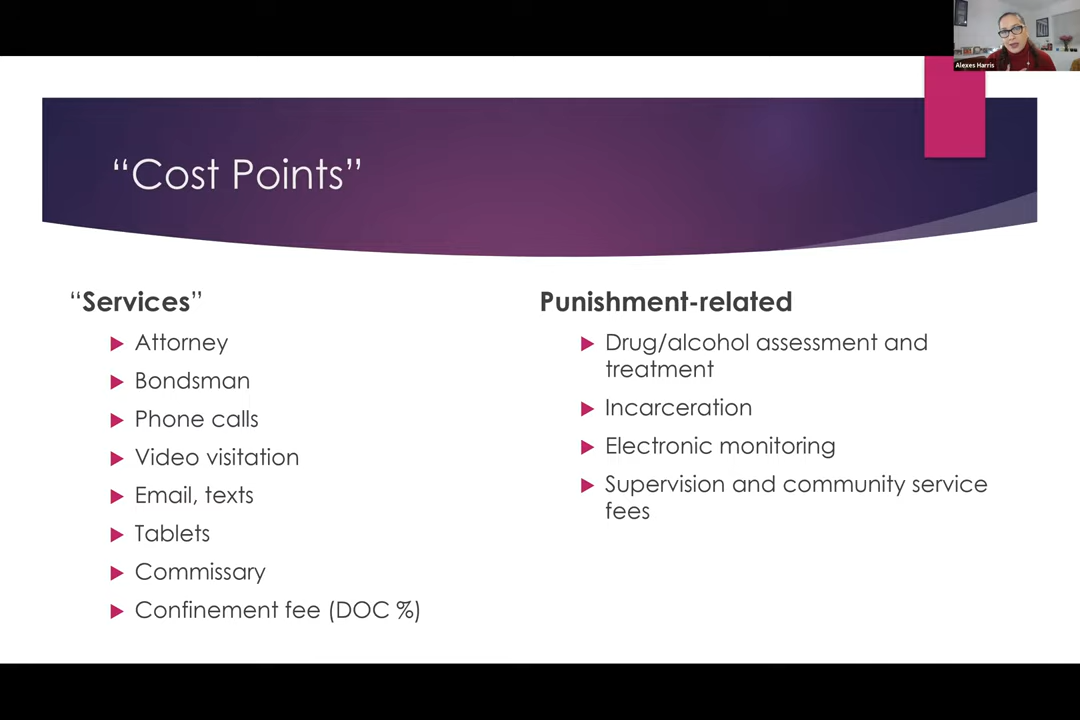 Alexes Harris
“Cost Points”
“Services”
Attorney
Bondsman
Phone calls
Video visitation
Email, texts
Tablets
Commissary
Confinement fee (DOC %)
Punishment-related
Drug/alcohol assessment and
treatment
Incarceration
Electronic monitoring
Supervision and community service
fees